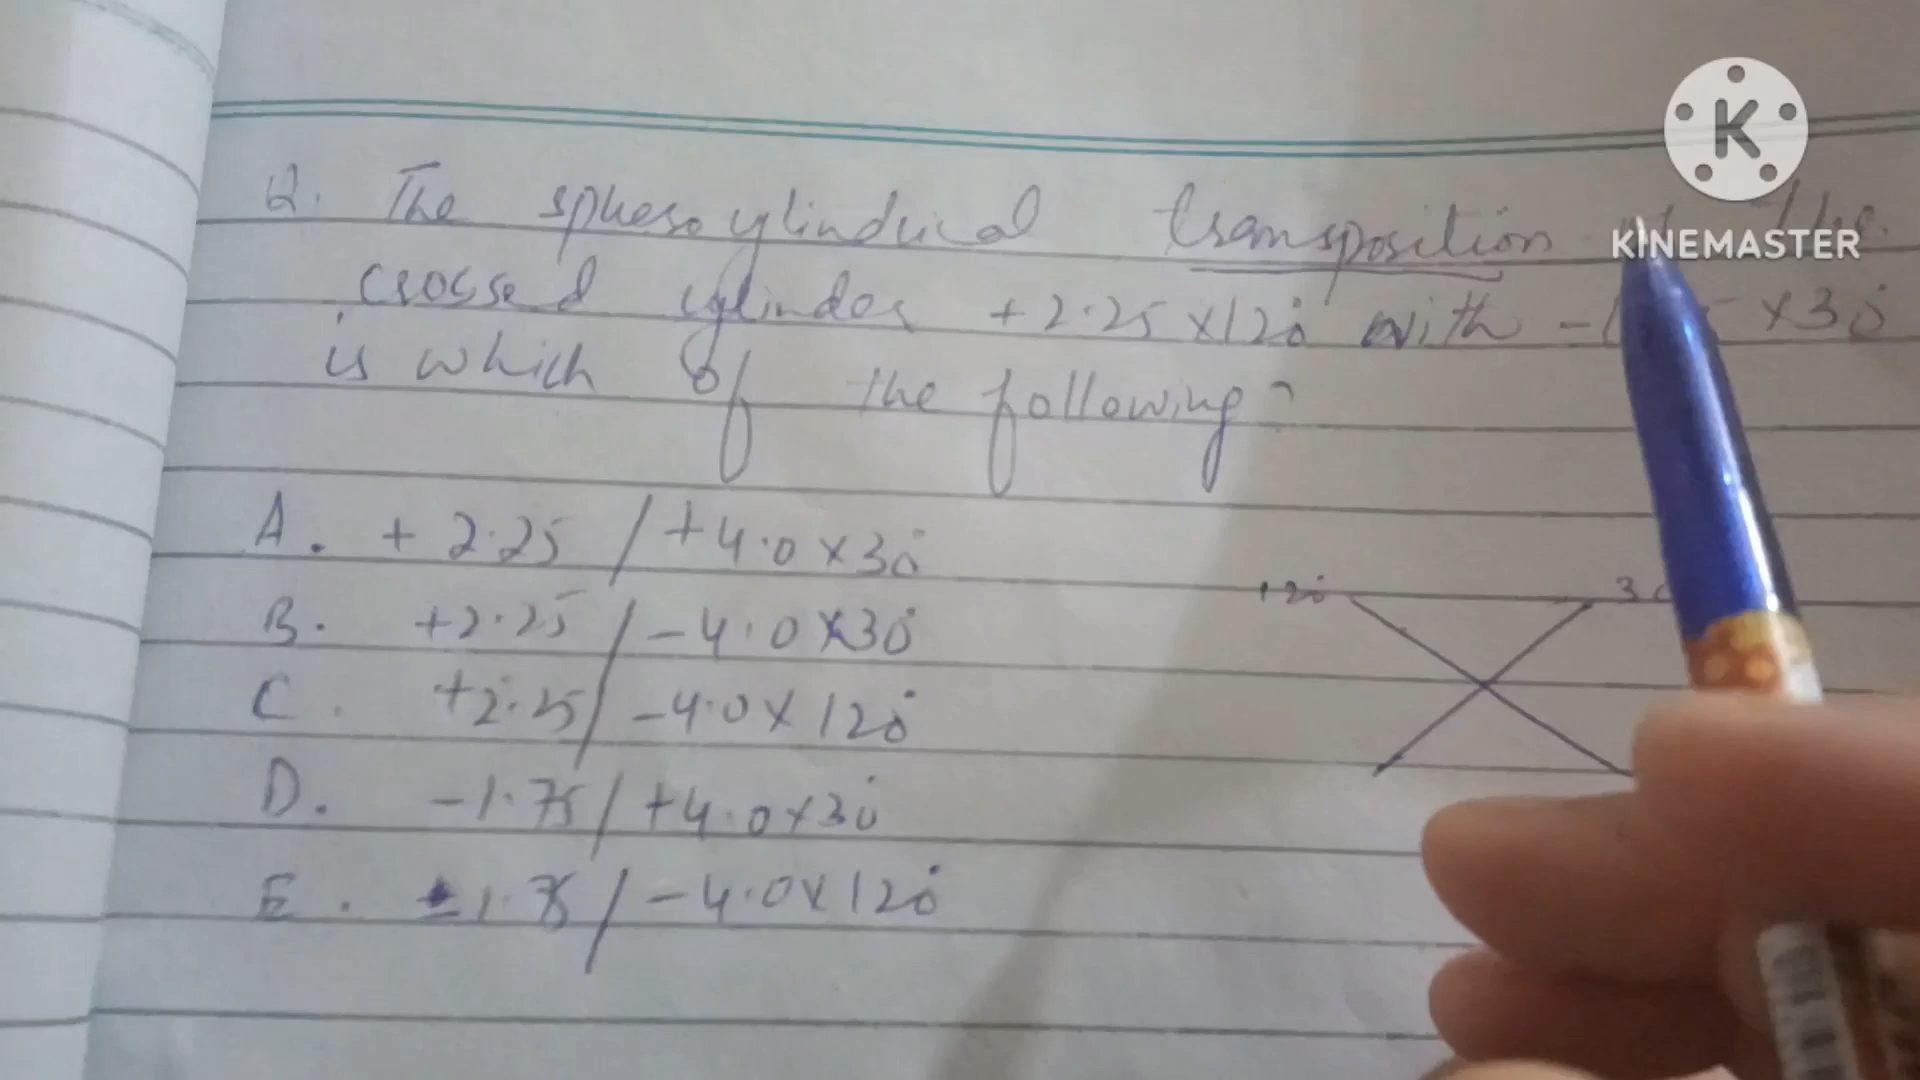 Q. The spherocylindrical transposition the
crossed cylinder +2.25 x 120 with x 30
is which of the following?
A. +2.25 / +4.0 x 30
B. +2.25 / -4.0 x 30
C. +2.25 / -4.0 x 120
D. -1.75 / +4.0 x 30
E. -1.75 / -4.0 x 120
120
KINEMASTER